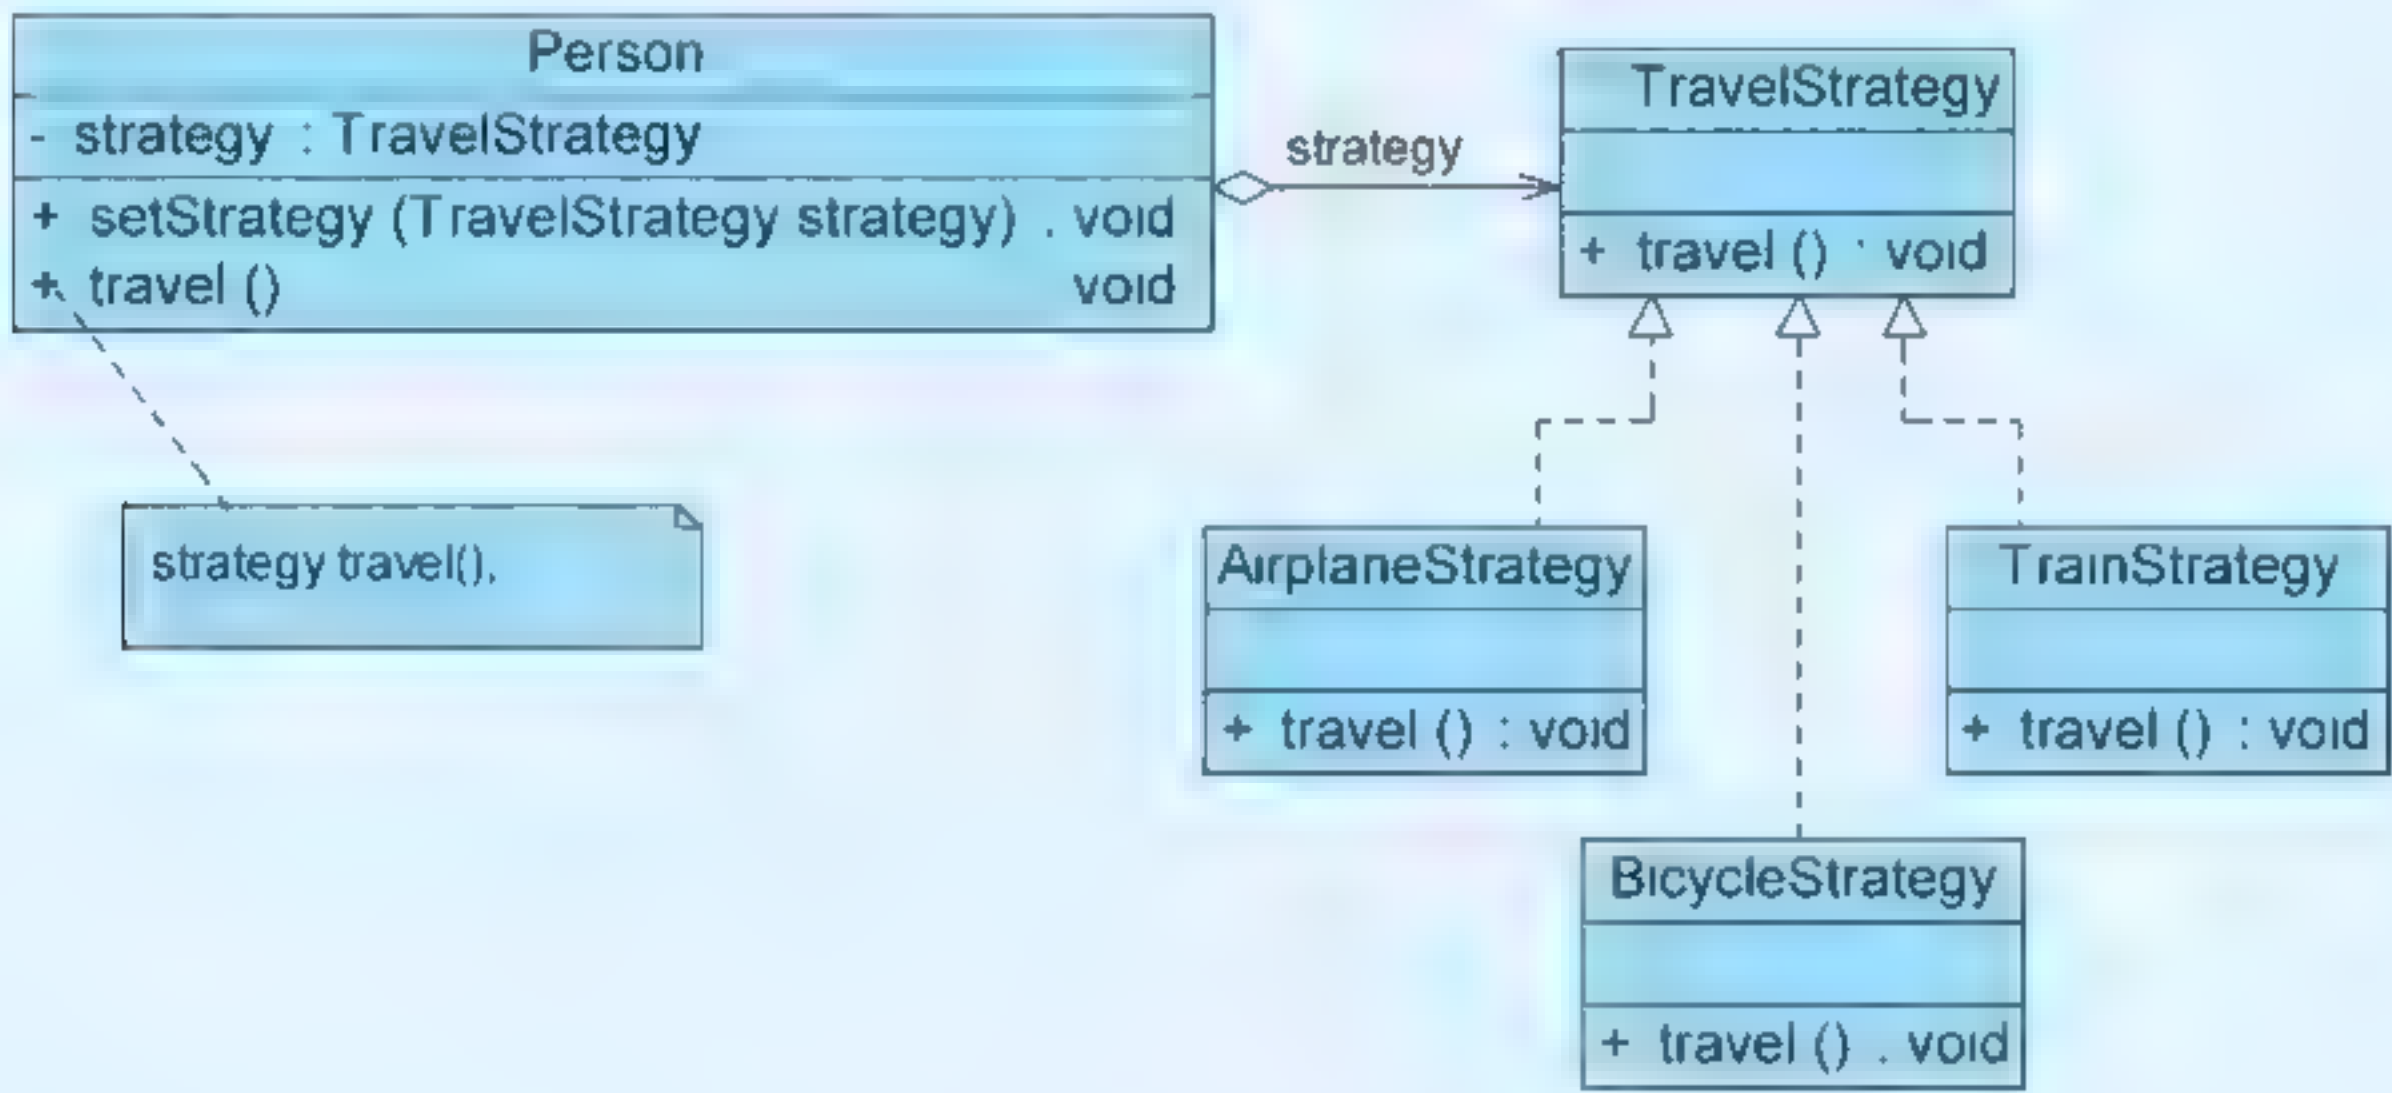 Person
- strategy : TravelStrategy
+ setStrategy (TravelStrategy strategy) . void
+ travel () void
strategy
TravelStrategy
+ travel () : void
strategy travel(),
AirplaneStrategy
+ travel () : void
TrainStrategy
+ travel () : void
BicycleStrategy
+ travel () . void